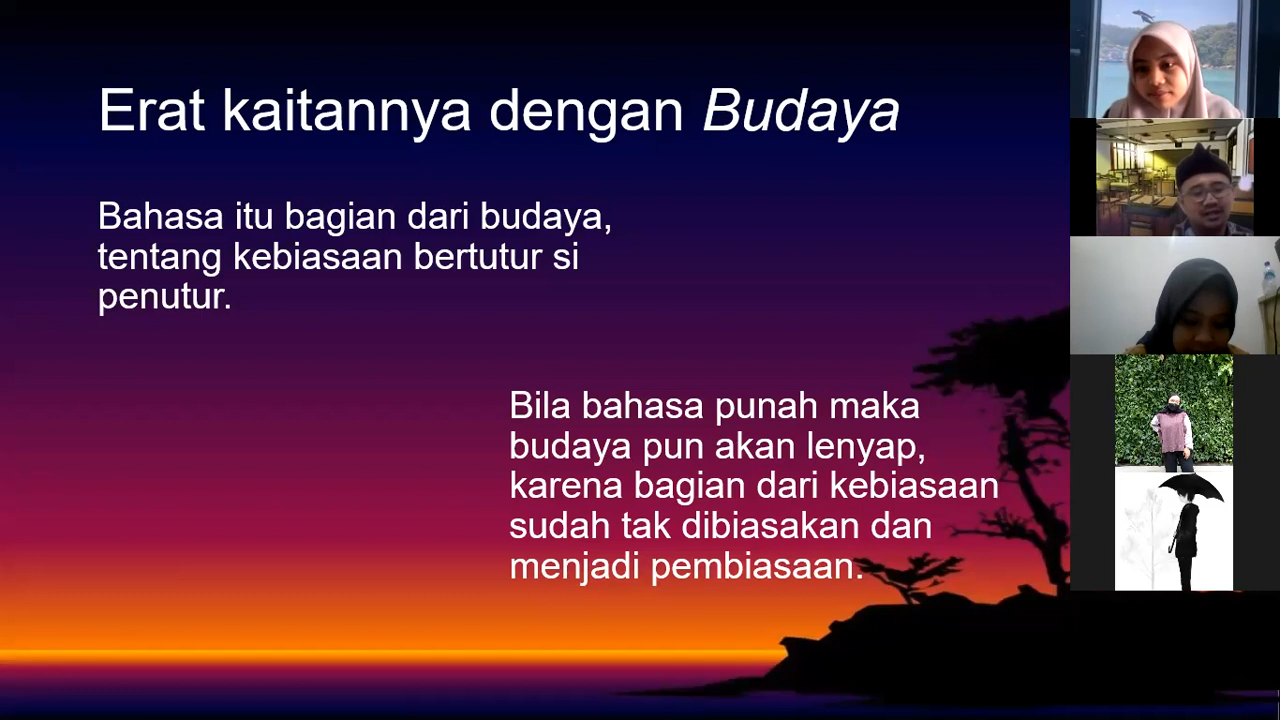 Erat kaitannya dengan Budaya
Bahasa itu bagian dari budaya,
tentang kebiasaan bertutur si
penutur.
Bila bahasa punah maka
budaya pun akan lenyap,
karena bagian dari kebiasaan
sudah tak dibiasakan dan
menjadi pembiasaan.